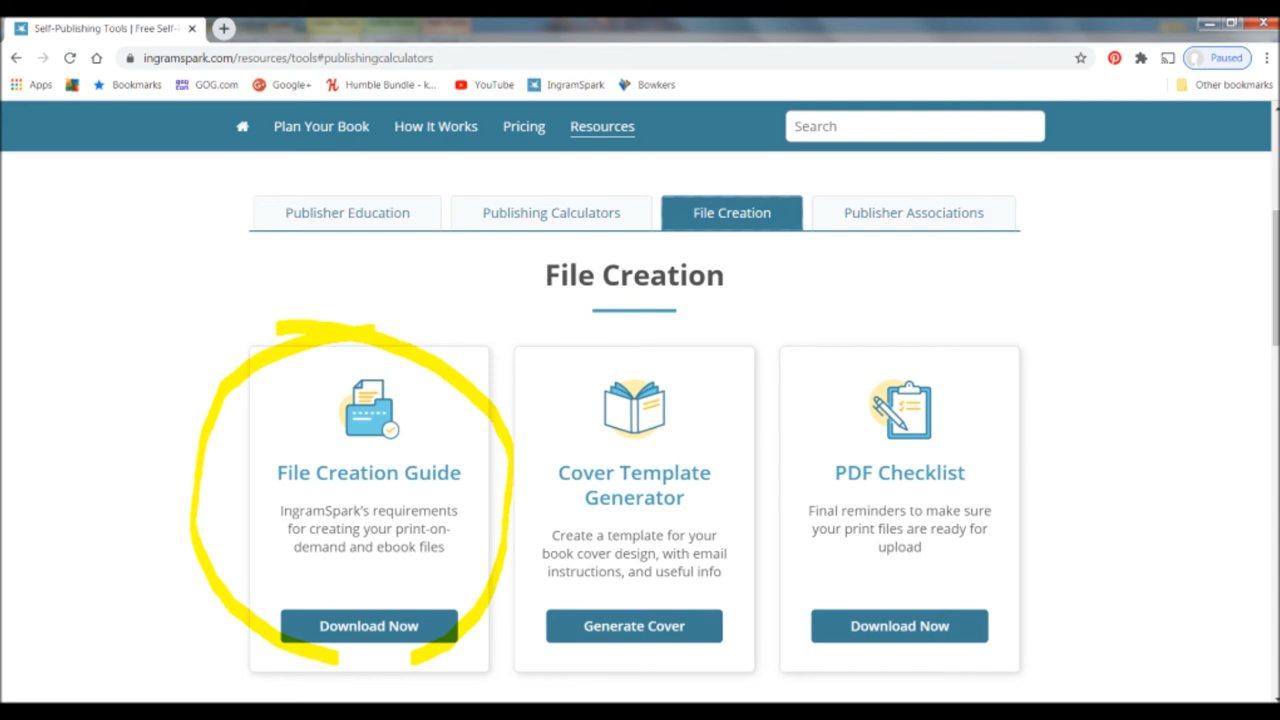 Self-Publishing Tools | Free Self-
ingramspark.com/resources/tools#publishingcalculators
Paused
Apps Bookmarks GOG.com Google+ Humble Bundle - k... YouTube IngramSpark Bowkers Other bookmarks
Plan Your Book How It Works Pricing Resources Search
Publisher Education Publishing Calculators File Creation Publisher Associations
File Creation
File Creation Guide
IngramSpark's requirements
for creating your print-on-
demand and ebook files
Download Now
Cover Template
Generator
Create a template for your
book cover design, with email
instructions, and useful info
Generate Cover
PDF Checklist
Final reminders to make sure
your print files are ready for
upload
Download Now